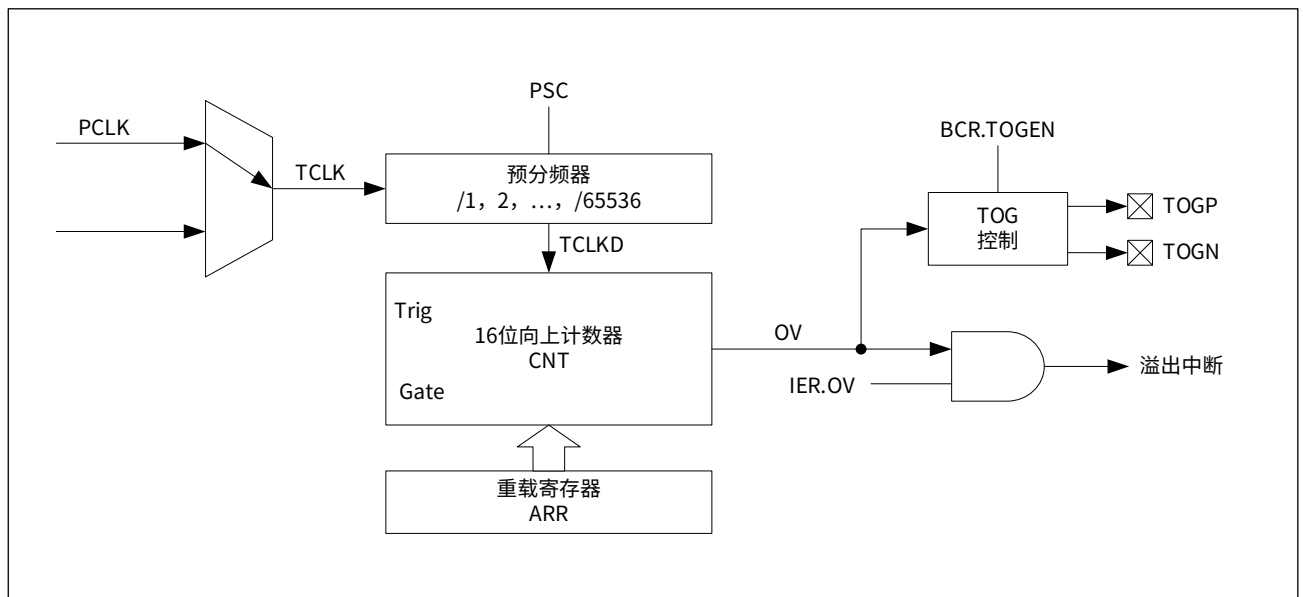 PSC
PCLK
BCR.TOGEN
TCLK
预分频器
/1，2，…，/65536
TOG
控制
TOGP
TOGN
TCLKD
Trig
16位向上计数器
CNT
Gate
OV
IER.OV
溢出中断
重载寄存器
ARR